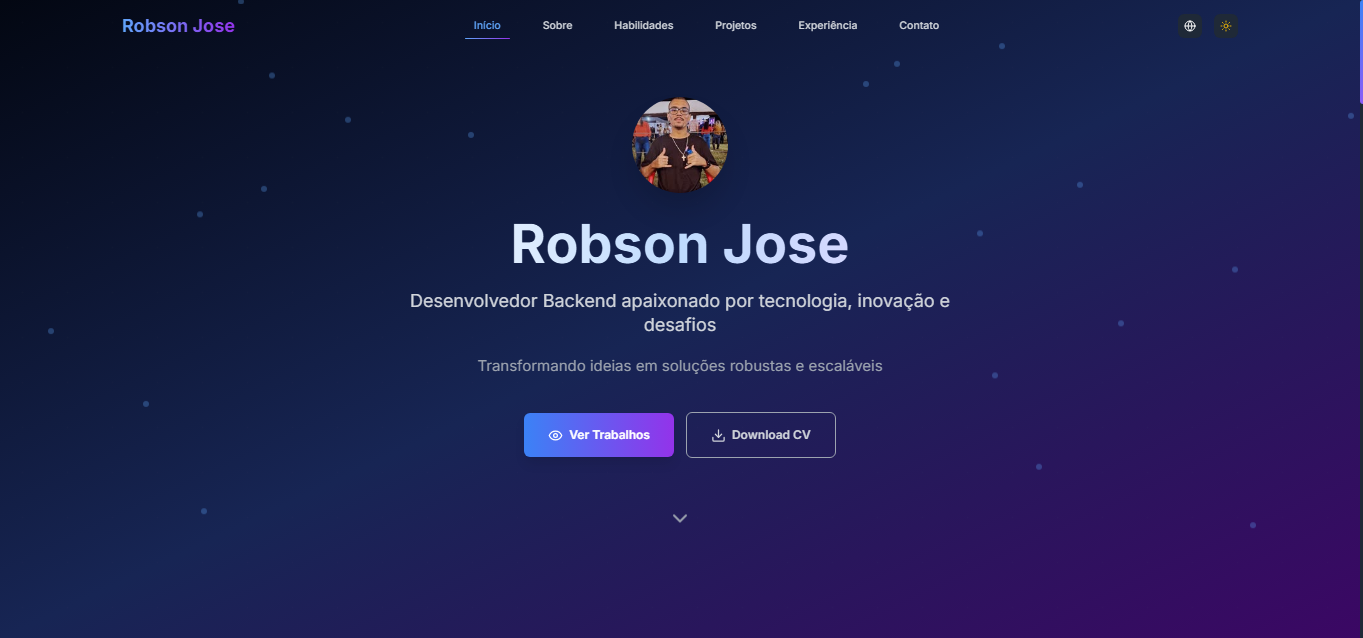 Robson Jose
Início
Sobre
Habilidades
Projetos
Experiência
Contato
Robson Jose
Desenvolvedor Backend apaixonado por tecnologia, inovação e
desafios
Transformando ideias em soluções robustas e escaláveis
Ver Trabalhos
Download CV